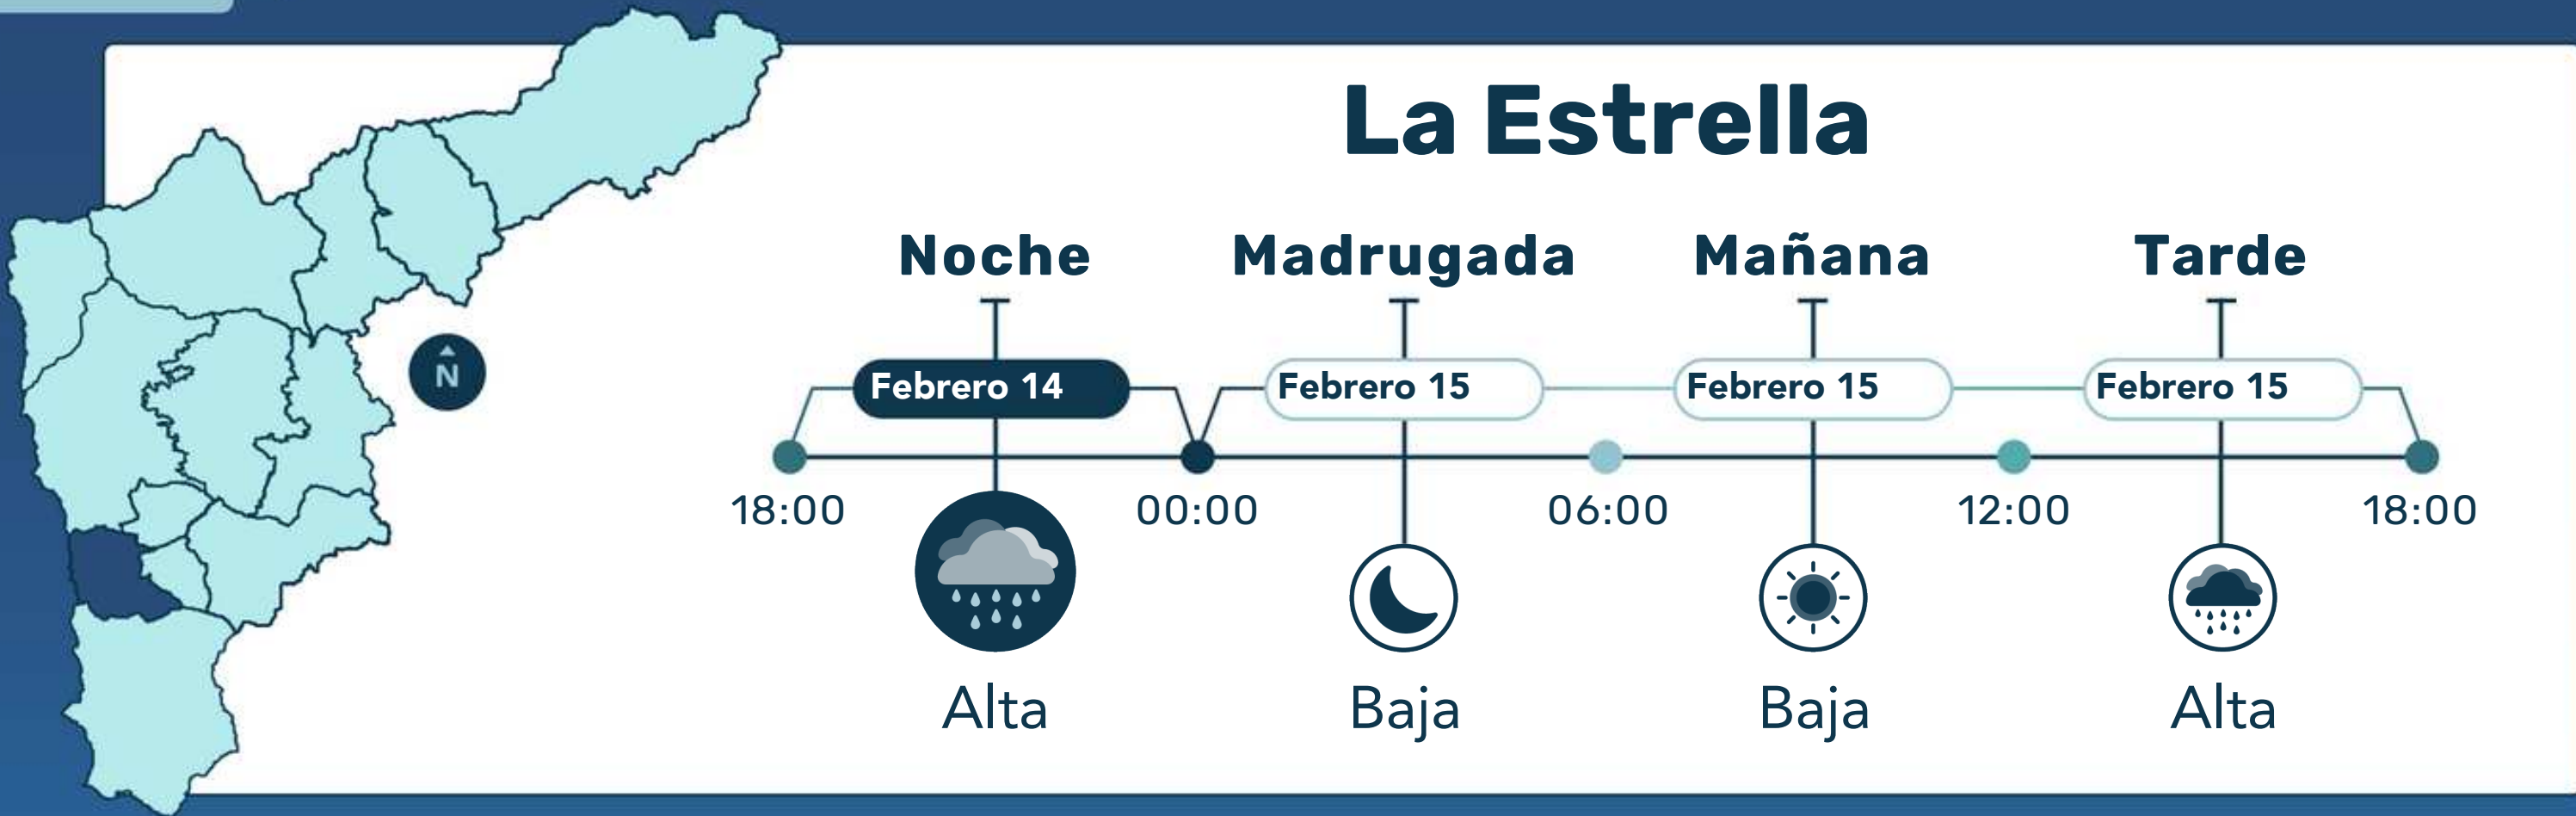 La Estrella
Noche Madrugada Mañana Tarde
Febrero 14 Febrero 15 Febrero 15 Febrero 15
N
18:00 00:00 06:00 12:00 18:00
Alta Baja Baja Alta